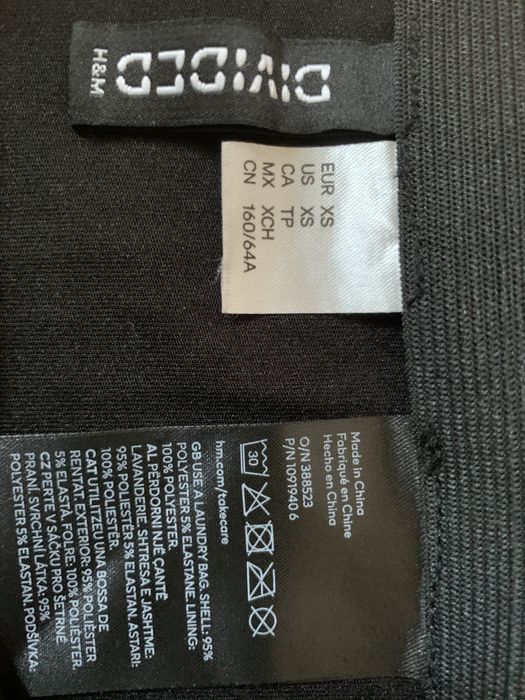 DIVIDED
H&M
EUR XS
US XS
CA TP
MX XCH
CN 160/64A
Made in China
Fabriqué en Chine
Hecho en China
O/N 388523
P/N 1091940 6
30
hm.com/takecare
GB USE A LAUNDRY BAG. SHELL: 95%
POLYESTER 5% ELASTANE. LINING:
100% POLYESTER.
AL PERDORNI NJË ÇANTË
LAVANDERIE. SHTRESA E JASHTME:
95% POLIESTËR 5% ELASTAN. ASTARI:
100% POLIESTËR.
CAT UTILITZEU UNA BOSSA DE
RENTAT. EXTERIOR: 95% POLIÈSTER
5% ELASTÀ. FOLRE: 100% POLIÈSTER.
CZ PERTE V SÁČKU PRO ŠETRNÉ
PRANÍ. SVRCHNÍ LÁTKA: 95%
POLYESTER 5% ELASTAN. PODŠÍVKA: